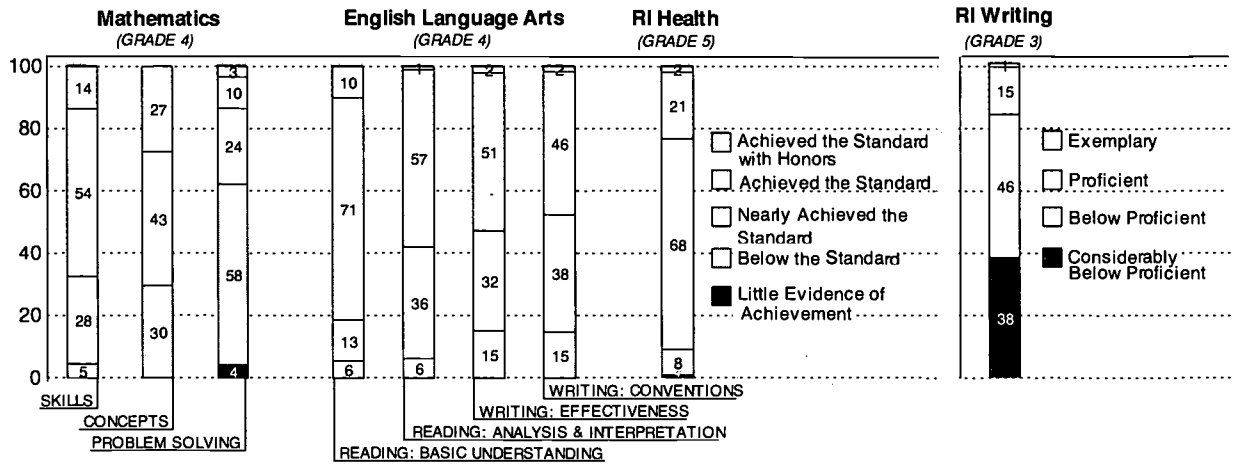 Mathematics
(GRADE 4)
English Language Arts
(GRADE 4)
RI Health
(GRADE 5)
RI Writing
(GRADE 3)
100
80
60
40
20
0
14
54
28
5
27
43
30
3
10
24
58
4
10
71
13
6
1
57
36
6
2
51
32
15
2
46
38
15
2
21
68
8
Achieved the Standard
with Honors
Achieved the Standard
Nearly Achieved the
Standard
Below the Standard
Little Evidence of
Achievement
1
15
46
38
Exemplary
Proficient
Below Proficient
Considerably
Below Proficient
SKILLS
CONCEPTS
PROBLEM SOLVING
WRITING: CONVENTIONS
WRITING: EFFECTIVENESS
READING: ANALYSIS & INTERPRETATION
READING: BASIC UNDERSTANDING